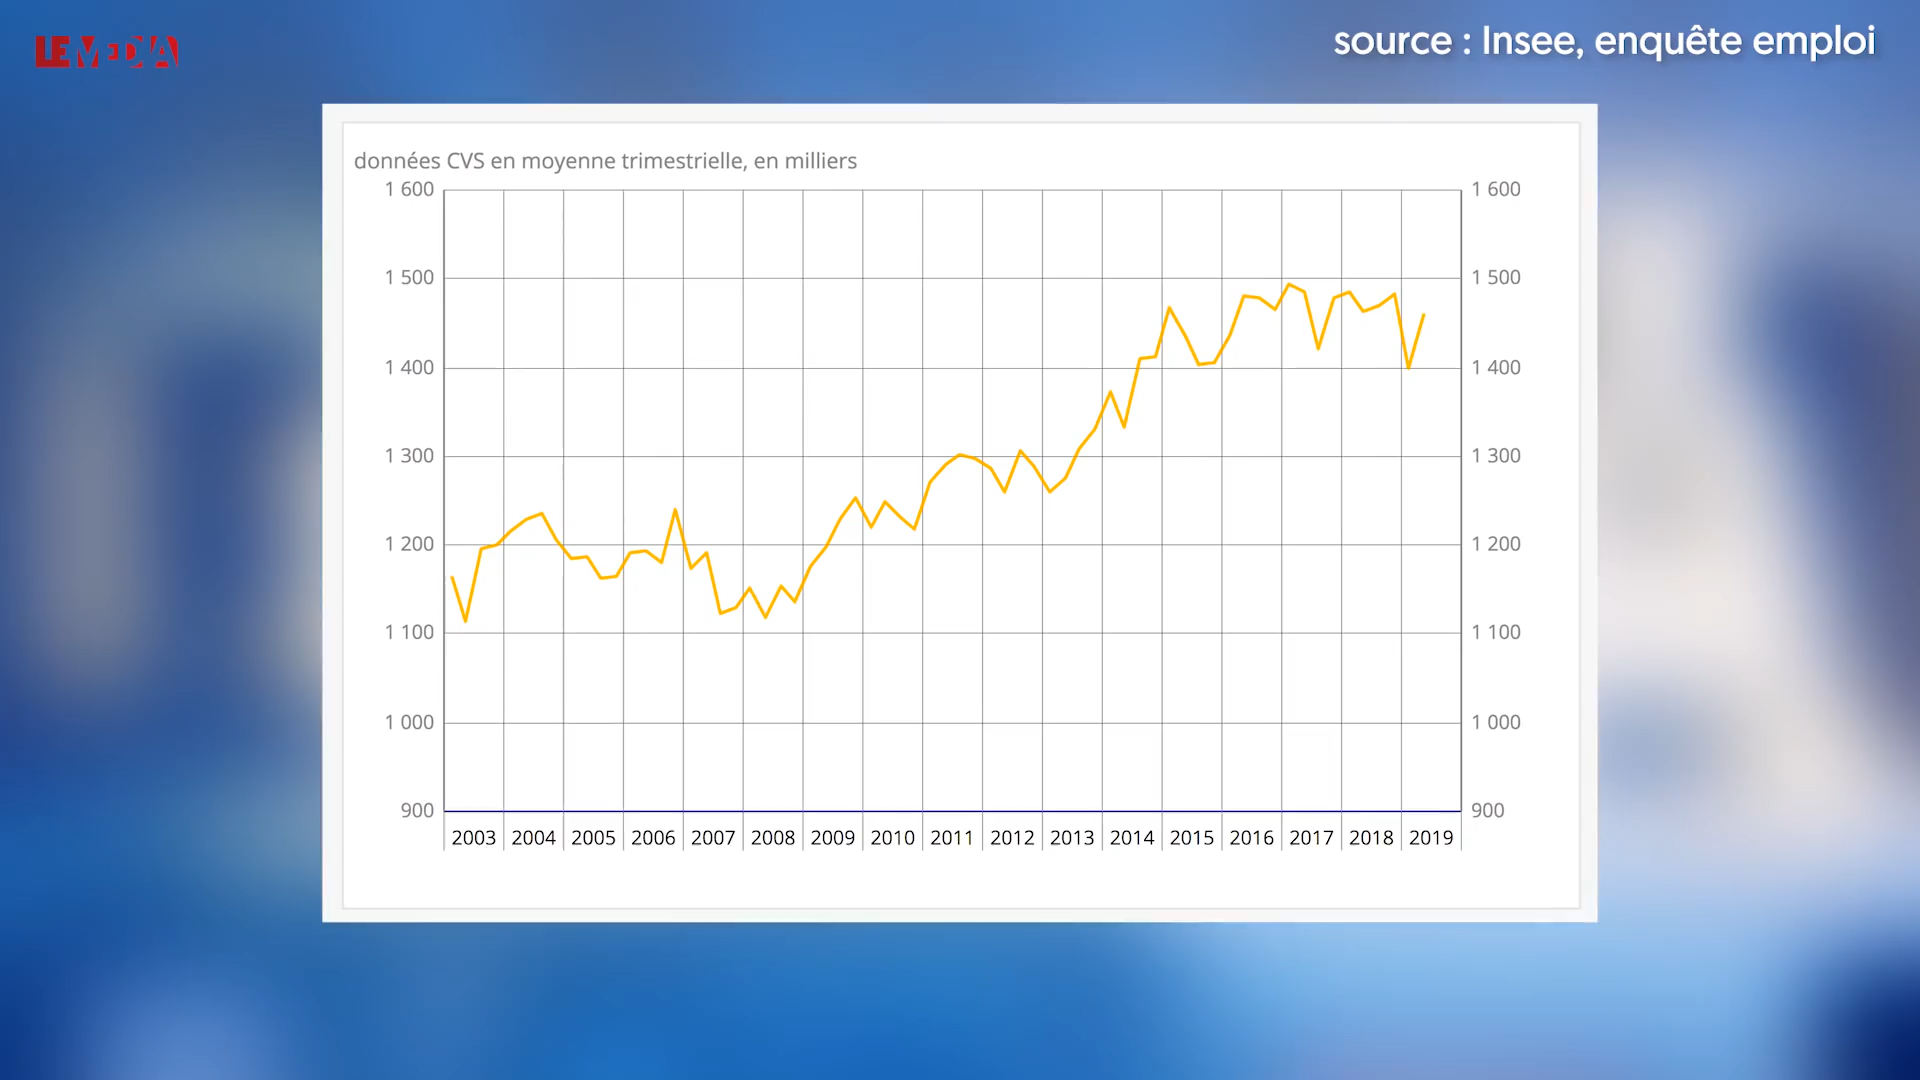 LE MEDIA
source : Insee, enquête emploi
données CVS en moyenne trimestrielle, en milliers
1 600 1 600
1 500 1 500
1 400 1 400
1 300 1 300
1 200 1 200
1 100 1 100
1 000 1 000
900 900
2003 2004 2005 2006 2007 2008 2009 2010 2011 2012 2013 2014 2015 2016 2017 2018 2019